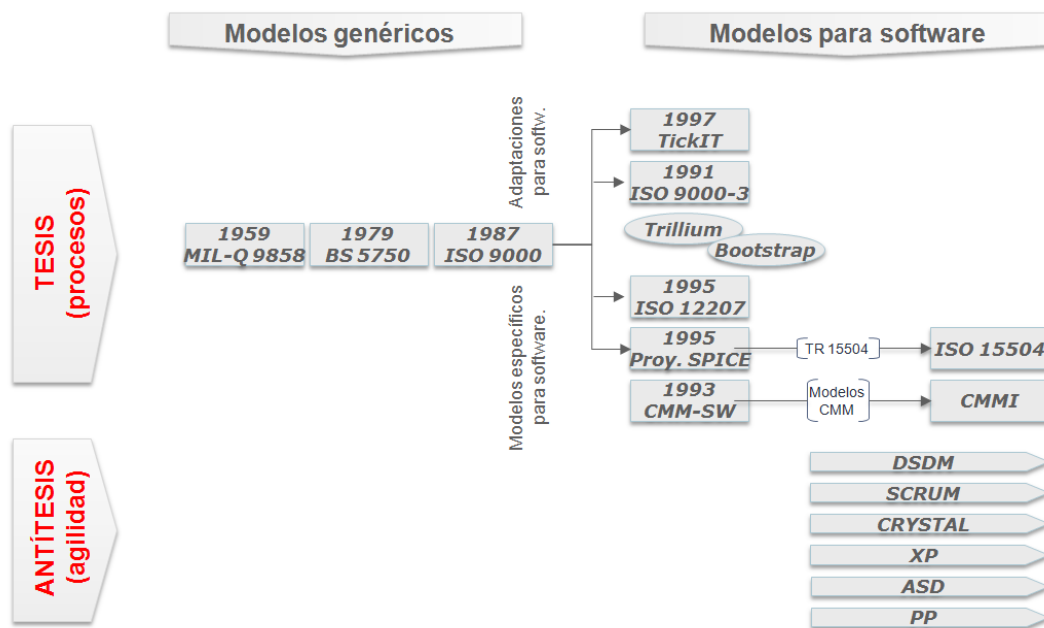 Modelos genéricos
Modelos para software
TESIS
(procesos)
Adaptaciones
para softw.
1997
TickIT
1991
ISO 9000-3
Trillium
Bootstrap
1959
MIL-Q 9858
1979
BS 5750
1987
ISO 9000
Modelos específicos
para software.
1995
ISO 12207
1995
Proy. SPICE
TR 15504
ISO 15504
1993
CMM-SW
Modelos
CMM
CMMI
ANTÍTESIS
(agilidad)
DSDM
SCRUM
CRYSTAL
XP
ASD
PP